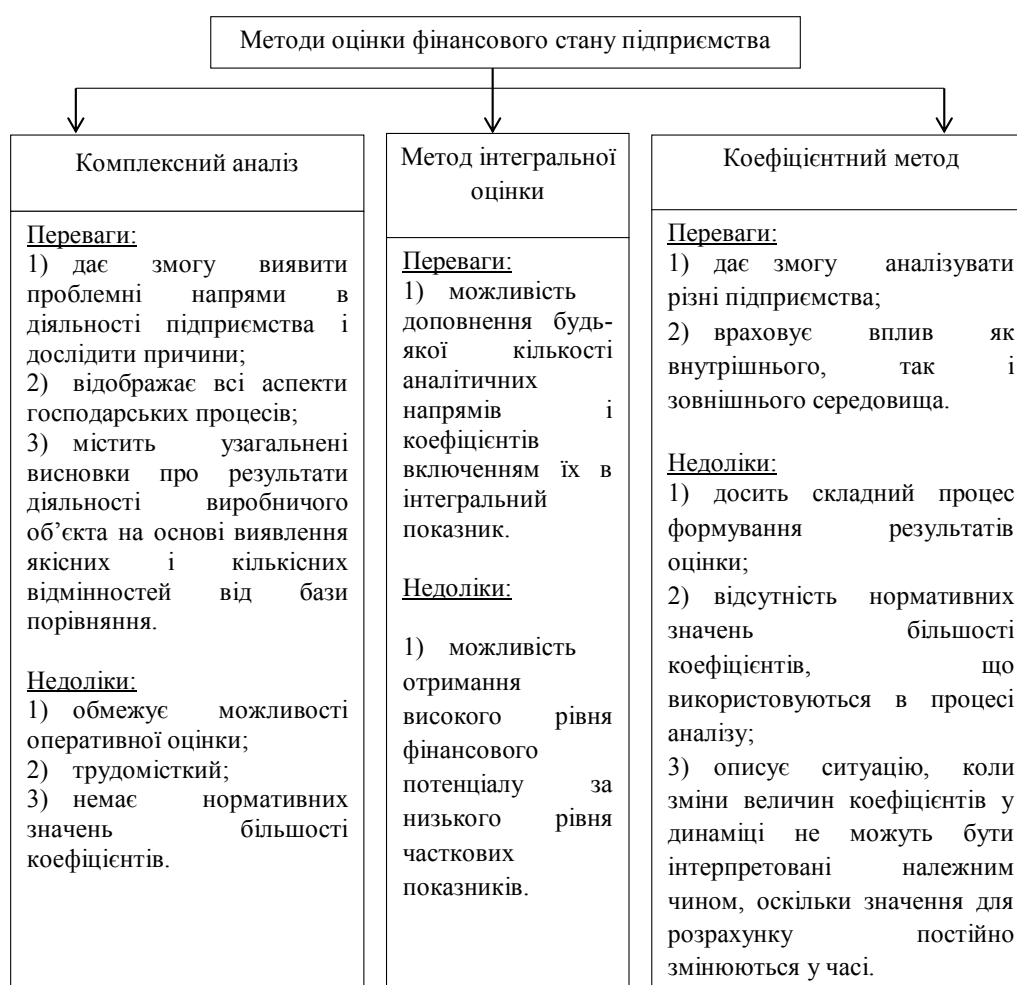 Методи оцінки фінансового стану підприємства
Комплексний аналіз
Переваги:
1) дає змогу виявити
проблемні напрями в
діяльності підприємства і
дослідити причини;
2) відображає всі аспекти
господарських процесів;
3) містить узагальнені
висновки про результати
діяльності виробничого
об’єкта на основі виявлення
якісних і кількісних
відмінностей від бази
порівняння.
Недоліки:
1) обмежує можливості
оперативної оцінки;
2) трудомісткий;
3) немає нормативних
значень більшості
коефіцієнтів.
Метод інтегральної
оцінки
Переваги:
1) можливість
доповнення будь-
якої кількості
аналітичних
напрямів і
коефіцієнтів
включенням їх в
інтегральний
показник.
Недоліки:
1) можливість
отримання
високого рівня
фінансового
потенціалу за
низького рівня
часткових
показників.
Коефіцієнтний метод
Переваги:
1) дає змогу аналізувати
різні підприємства;
2) враховує вплив як
внутрішнього, так і
зовнішнього середовища.
Недоліки:
1) досить складний процес
формування результатів
оцінки;
2) відсутність нормативних
значень більшості
коефіцієнтів, що
використовуються в процесі
аналізу;
3) описує ситуацію, коли
зміни величин коефіцієнтів у
динаміці не можуть бути
інтерпретовані належним
чином, оскільки значення для
розрахунку постійно
змінюються у часі.